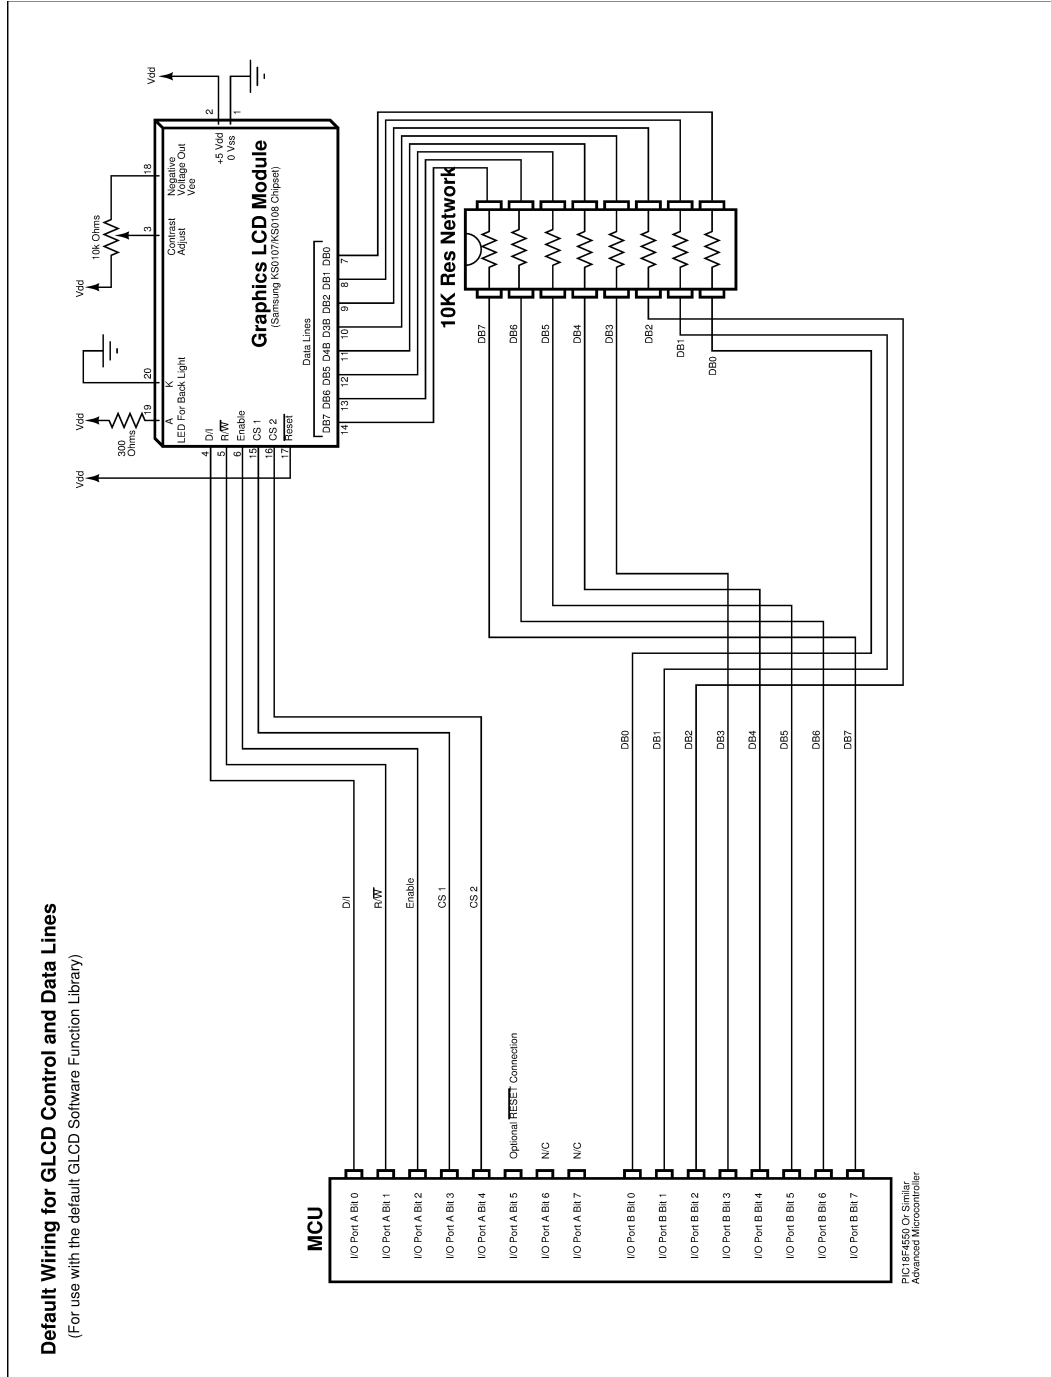 Default Wiring for GLCD Control and Data Lines
(For use with the default GLCD Software Function Library)
MCU
I/O Port A Bit 0
I/O Port A Bit 1
I/O Port A Bit 2
I/O Port A Bit 3
I/O Port A Bit 4
I/O Port A Bit 5
I/O Port A Bit 6
I/O Port A Bit 7
I/O Port B Bit 0
I/O Port B Bit 1
I/O Port B Bit 2
I/O Port B Bit 3
I/O Port B Bit 4
I/O Port B Bit 5
I/O Port B Bit 6
I/O Port B Bit 7
PIC18F4550 Or Similar
Advanced Microcontroller
Optional RESET Connection
N/C
N/C
D/I
R/W
Enable
CS 1
CS 2
DB0
DB1
DB2
DB3
DB4
DB5
DB6
DB7
Vdd
Vdd
300
Ohms
Vdd
10k Ohms
Vdd
19
20
3
18
2
1
A
K
LED For Back Light
Contrast
Adjust
Negative
Voltage Out
Vee
+5 Vdd
0 Vss
Graphics LCD Module
(Samsung KS0107/KS0108 Chipset)
4
5
6
15
16
17
D/I
R/W
Enable
CS 1
CS 2
Reset
Data Lines
DB7
DB6
DB5
D4B
D3B
DB2
DB1
DB0
14
13
12
11
10
9
8
7
10K Res Network
DB7
DB6
DB5
DB4
DB3
DB2
DB1
DB0